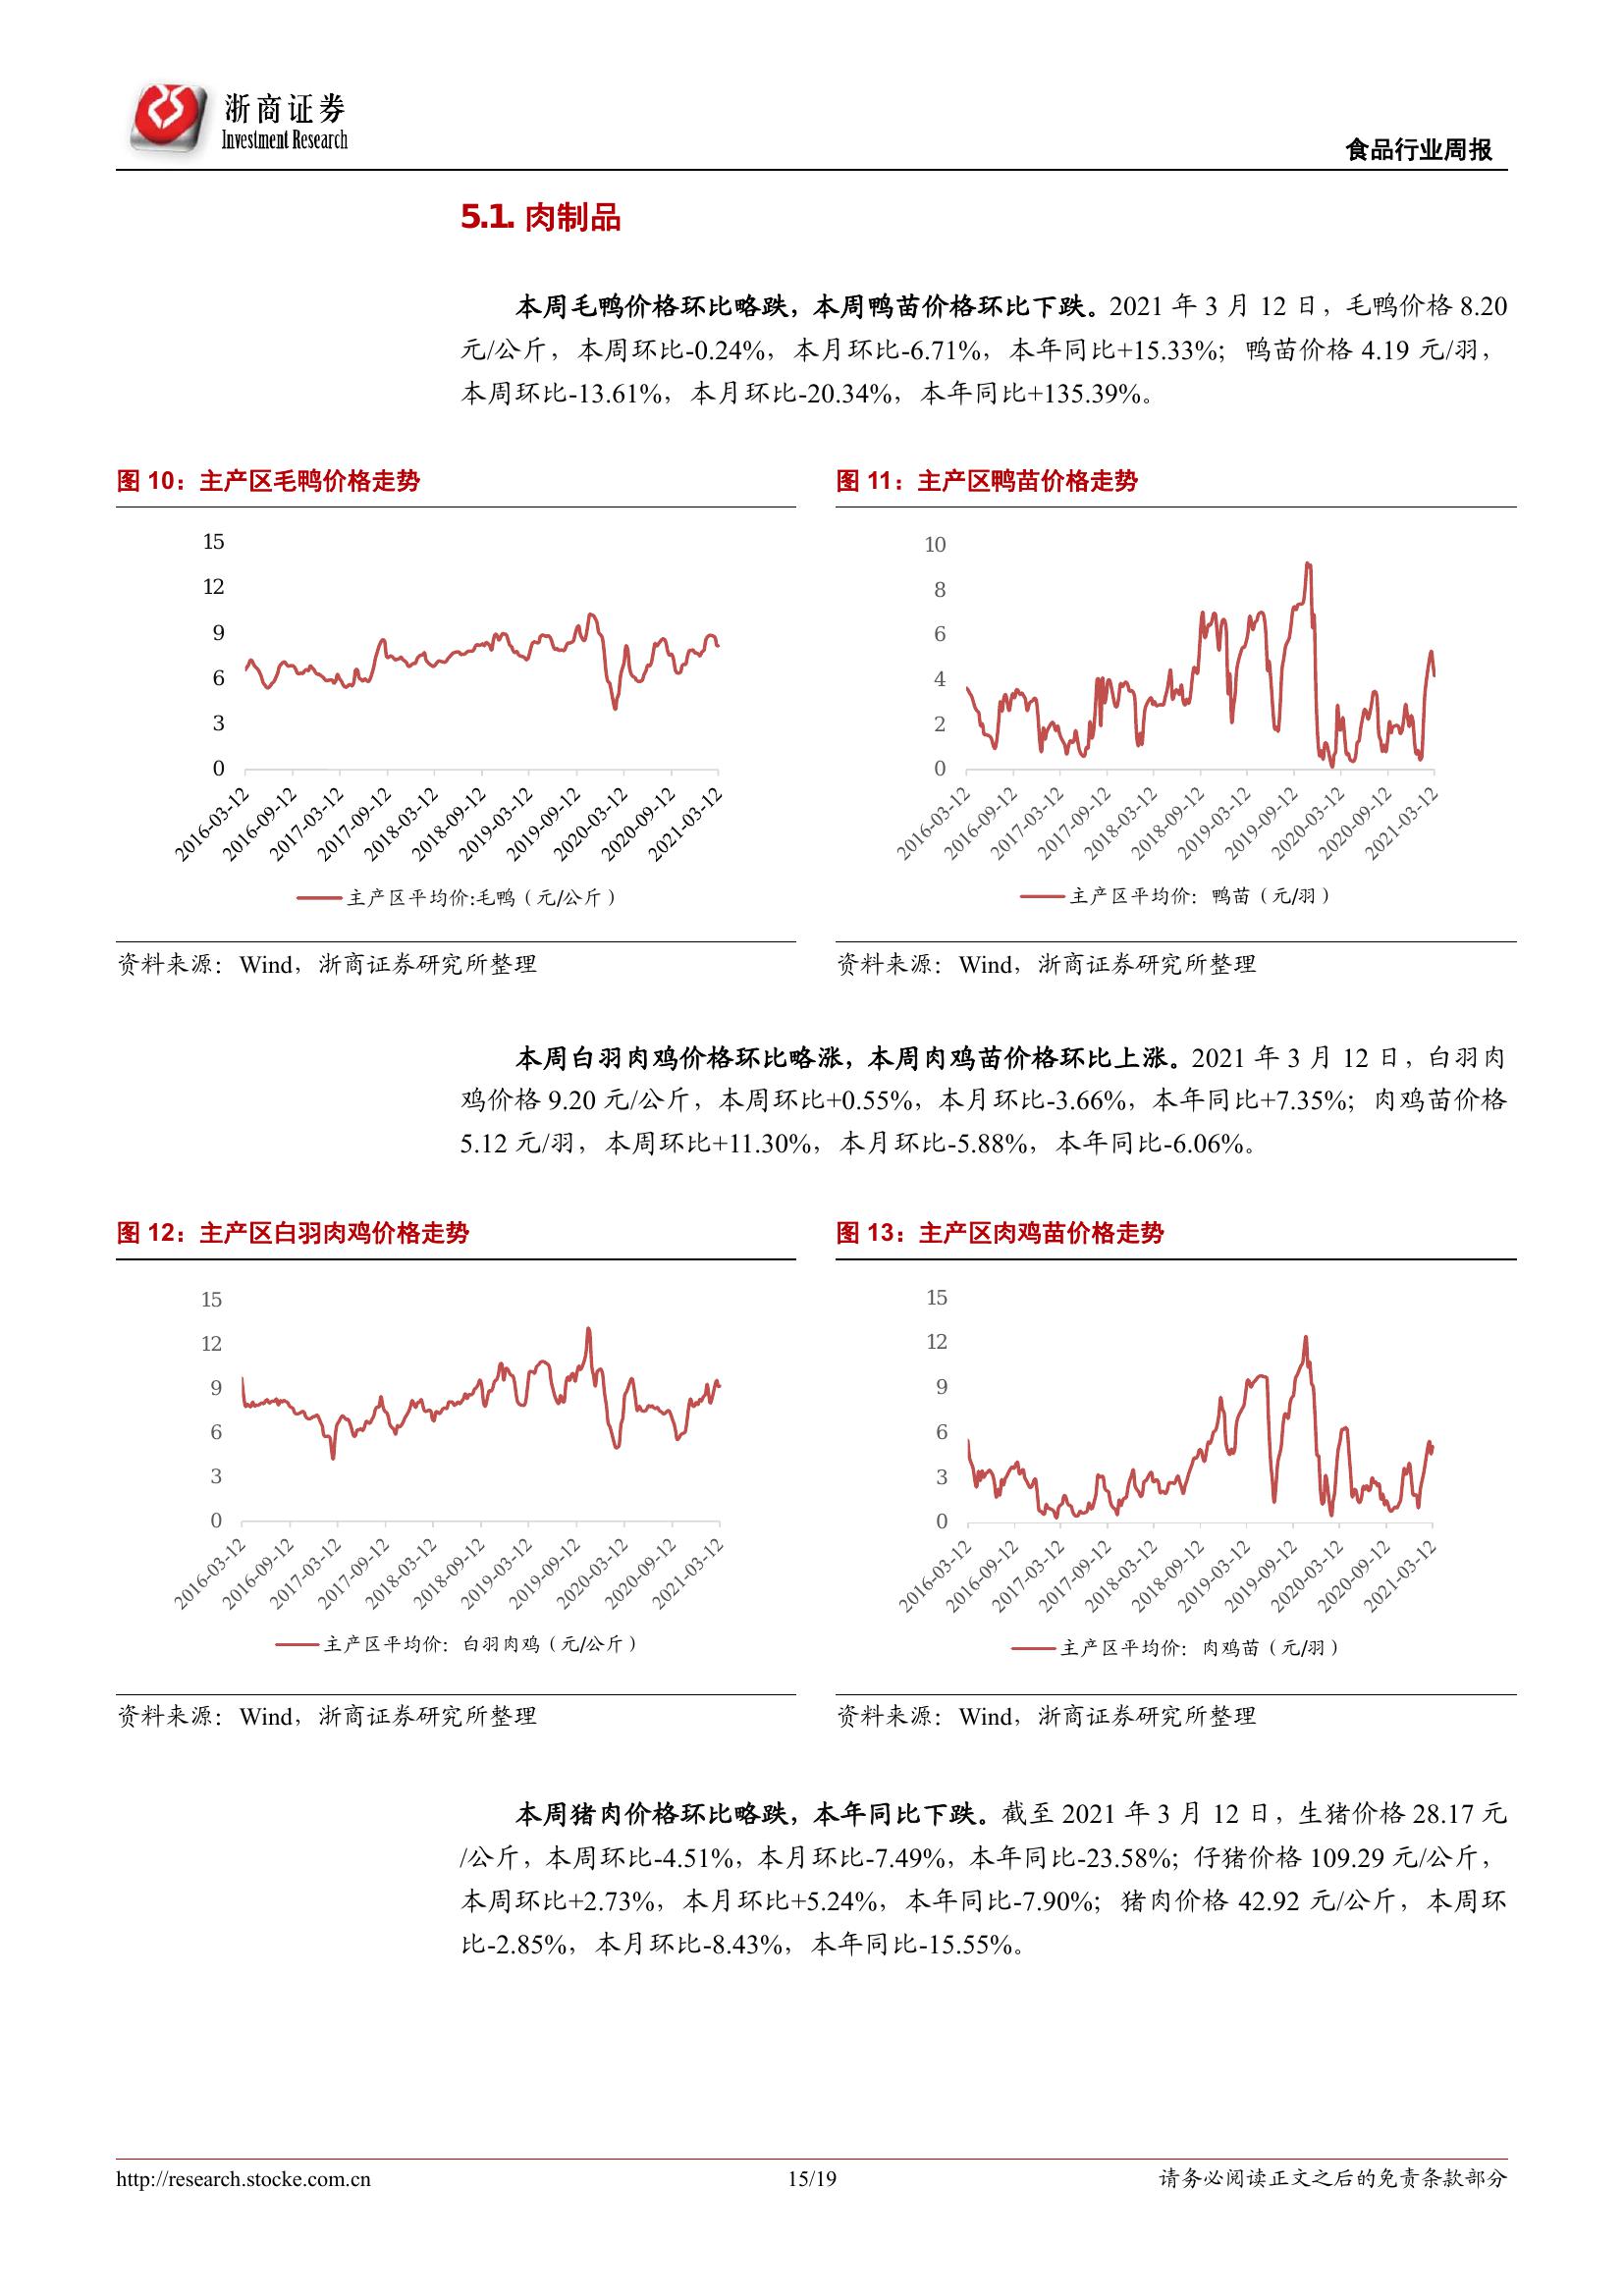 浙商证券
Investment Research
食品行业周报
5.1. 肉制品
本周毛鸭价格环比略跌，本周鸭苗价格环比下跌。2021 年 3 月 12 日，毛鸭价格 8.20
元/公斤，本周环比-0.24%，本月环比-6.71%，本年同比+15.33%；鸭苗价格 4.19 元/羽，
本周环比-13.61%，本月环比-20.34%，本年同比+135.39%。
图 10：主产区毛鸭价格走势
15
12
9
6
3
0
2016-03-12
2016-09-12
2017-03-12
2017-09-12
2018-03-12
2018-09-12
2019-03-12
2019-09-12
2020-03-12
2020-09-12
2021-03-12
主产区平均价:毛鸭（元/公斤）
资料来源：Wind，浙商证券研究所整理
图 11：主产区鸭苗价格走势
10
8
6
4
2
0
2016-03-12
2016-09-12
2017-03-12
2017-09-12
2018-03-12
2018-09-12
2019-03-12
2019-09-12
2020-03-12
2020-09-12
2021-03-12
主产区平均价：鸭苗（元/羽）
资料来源：Wind，浙商证券研究所整理
本周白羽肉鸡价格环比略涨，本周肉鸡苗价格环比上涨。2021 年 3 月 12 日，白羽肉
鸡价格 9.20 元/公斤，本周环比+0.55%，本月环比-3.66%，本年同比+7.35%；肉鸡苗价格
5.12 元/羽，本周环比+11.30%，本月环比-5.88%，本年同比-6.06%。
图 12：主产区白羽肉鸡价格走势
15
12
9
6
3
0
2016-03-12
2016-09-12
2017-03-12
2017-09-12
2018-03-12
2018-09-12
2019-03-12
2019-09-12
2020-03-12
2020-09-12
2021-03-12
主产区平均价：白羽肉鸡（元/公斤）
资料来源：Wind，浙商证券研究所整理
图 13：主产区肉鸡苗价格走势
15
12
9
6
3
0
2016-03-12
2016-09-12
2017-03-12
2017-09-12
2018-03-12
2018-09-12
2019-03-12
2019-09-12
2020-03-12
2020-09-12
2021-03-12
主产区平均价：肉鸡苗（元/羽）
资料来源：Wind，浙商证券研究所整理
本周猪肉价格环比略跌，本年同比下跌。截至 2021 年 3 月 12 日，生猪价格 28.17 元
/公斤，本周环比-4.51%，本月环比-7.49%，本年同比-23.58%；仔猪价格 109.29 元/公斤，
本周环比+2.73%，本月环比+5.24%，本年同比-7.90%；猪肉价格 42.92 元/公斤，本周环
比-2.85%，本月环比-8.43%，本年同比-15.55%。
http://research.stocke.com.cn
15/19
请务必阅读正文之后的免责条款部分